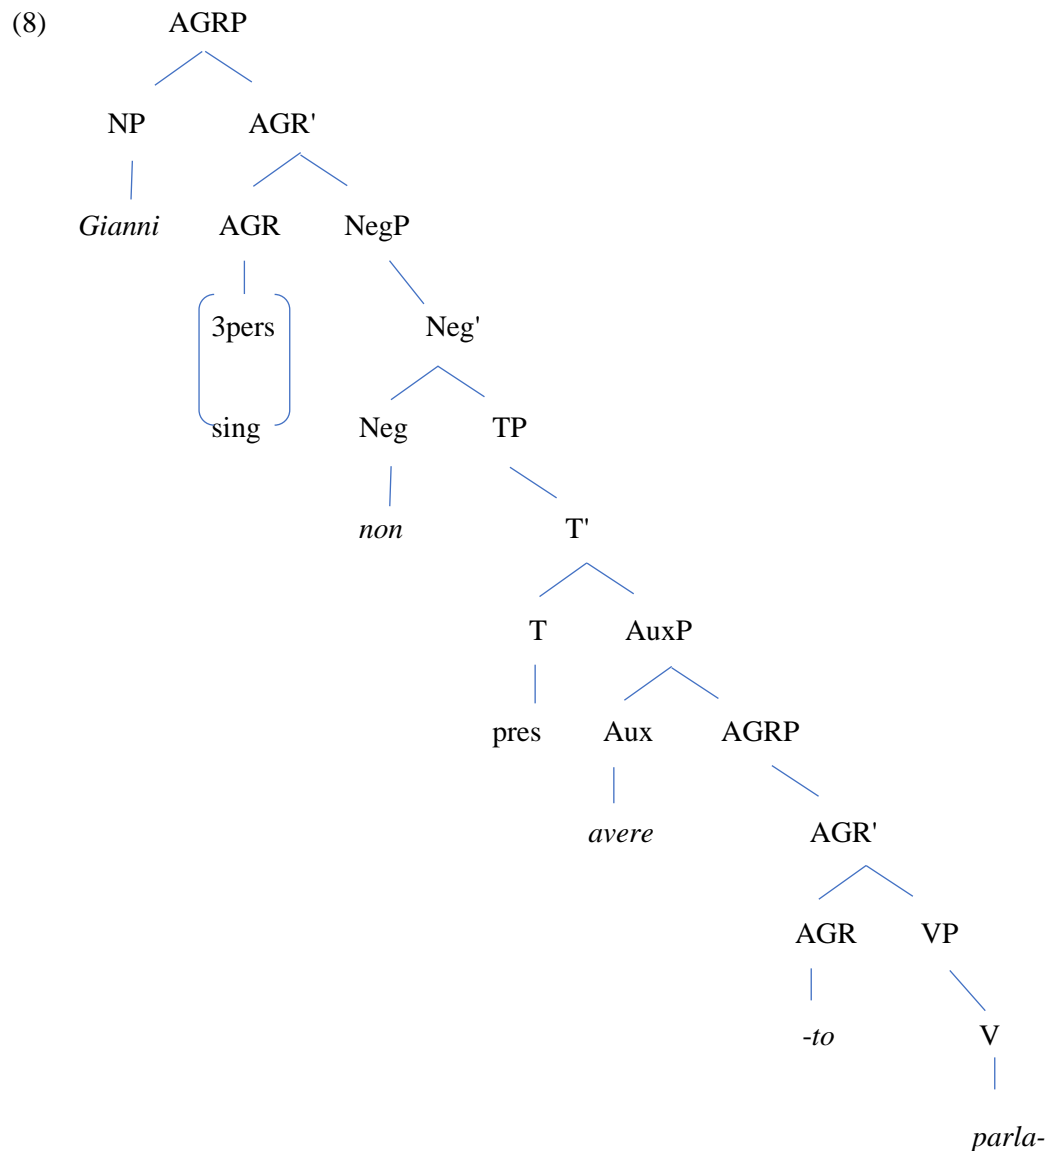 (8) AGRP
NP AGR'
Gianni AGR NegP
3pers Neg'
sing Neg TP
non T'
T AuxP
pres Aux AGRP
avere AGR'
AGR VP
-to V
parla-